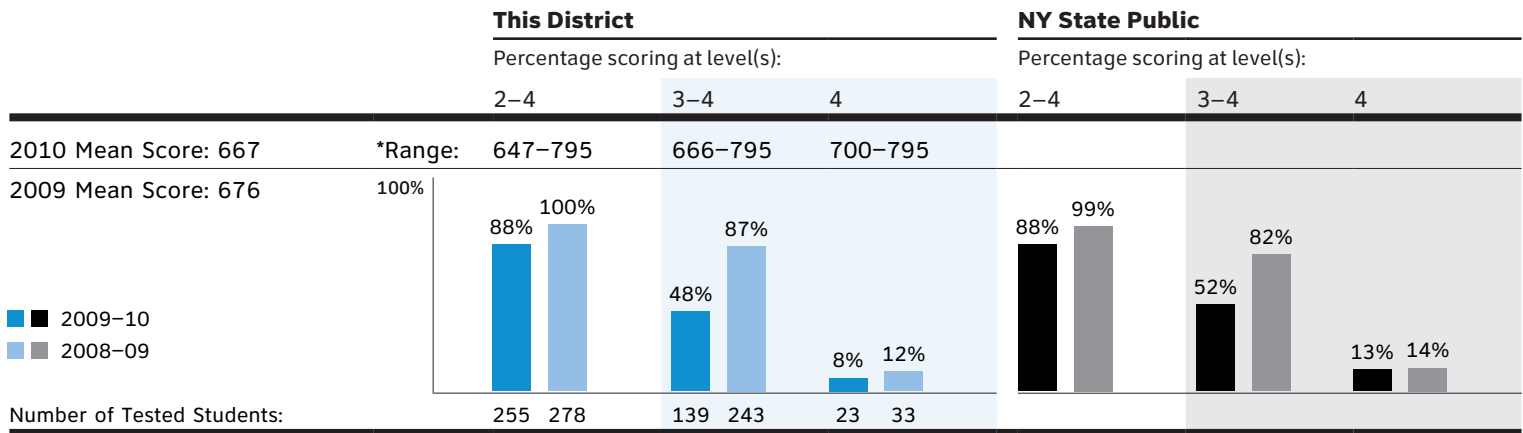 This District NY State Public
Percentage scoring at level(s): Percentage scoring at level(s):
2–4 3–4 4 2–4 3–4 4
2010 Mean Score: 667 *Range: 647–795 666–795 700–795
2009 Mean Score: 676 100%
88% 100% 48% 87% 8% 12% 88% 99% 52% 82% 13% 14%
2009–10
2008–09
Number of Tested Students: 255 278 139 243 23 33